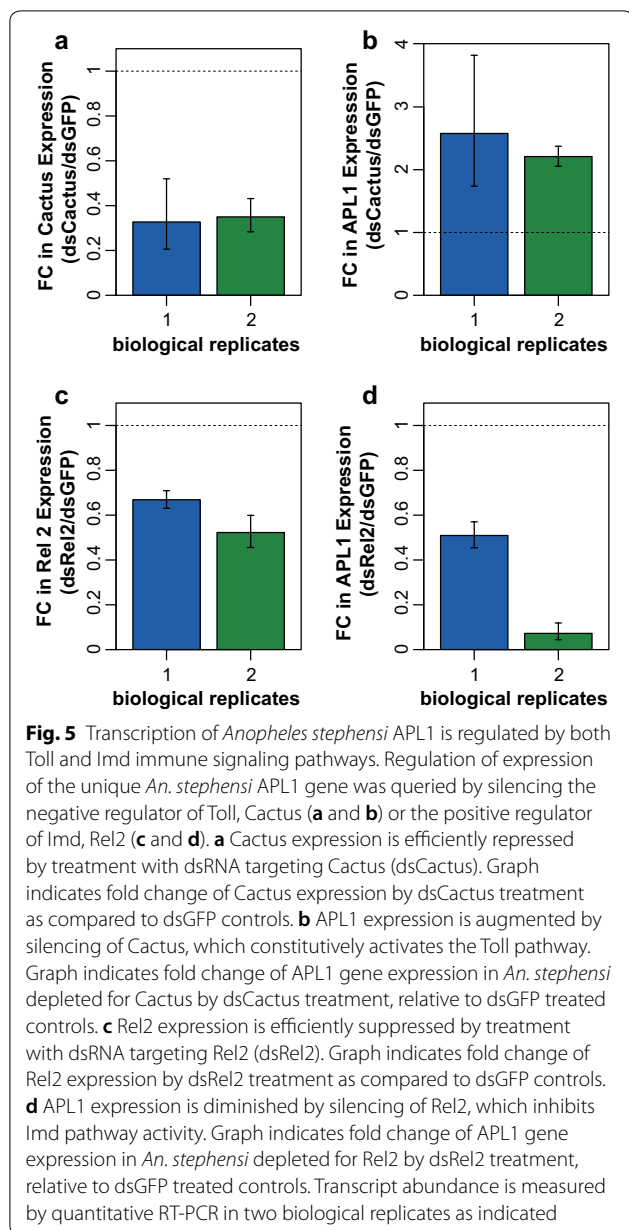 a
FC in Cactus Expression
(dsCactus/dsGFP)
0 0.2 0.4 0.6 0.8 1
1 2
biological replicates
b
FC in APL1 Expresssion
(dsCactus/dsGFP)
0 1 2 3 4
1 2
biological replicates
c
FC in Rel 2 Expression
(dsRel2/dsGFP)
0 0.2 0.4 0.6 0.8 1
1 2
biological replicates
d
FC in APL1 Expression
(dsRel2/dsGFP)
0 0.2 0.4 0.6 0.8 1
1 2
biological replicates
Fig. 5 Transcription of Anopheles stephensi APL1 is regulated by both
Toll and Imd immune signaling pathways. Regulation of expression
of the unique An. stephensi APL1 gene was queried by silencing the
negative regulator of Toll, Cactus (a and b) or the positive regulator
of Imd, Rel2 (c and d). a Cactus expression is efficiently repressed
by treatment with dsRNA targeting Cactus (dsCactus). Graph
indicates fold change of Cactus expression by dsCactus treatment
as compared to dsGFP controls. b APL1 expression is augmented by
silencing of Cactus, which constitutively activates the Toll pathway.
Graph indicates fold change of APL1 gene expression in An. stephensi
depleted for Cactus by dsCactus treatment, relative to dsGFP treated
controls. c Rel2 expression is efficiently suppressed by treatment
with dsRNA targeting Rel2 (dsRel2). Graph indicates fold change of
Rel2 expression by dsRel2 treatment as compared to dsGFP controls.
d APL1 expression is diminished by silencing of Rel2, which inhibits
Imd pathway activity. Graph indicates fold change of APL1 gene
expression in An. stephensi depleted for Rel2 by dsRel2 treatment,
relative to dsGFP treated controls. Transcript abundance is measured
by quantitative RT-PCR in two biological replicates as indicated